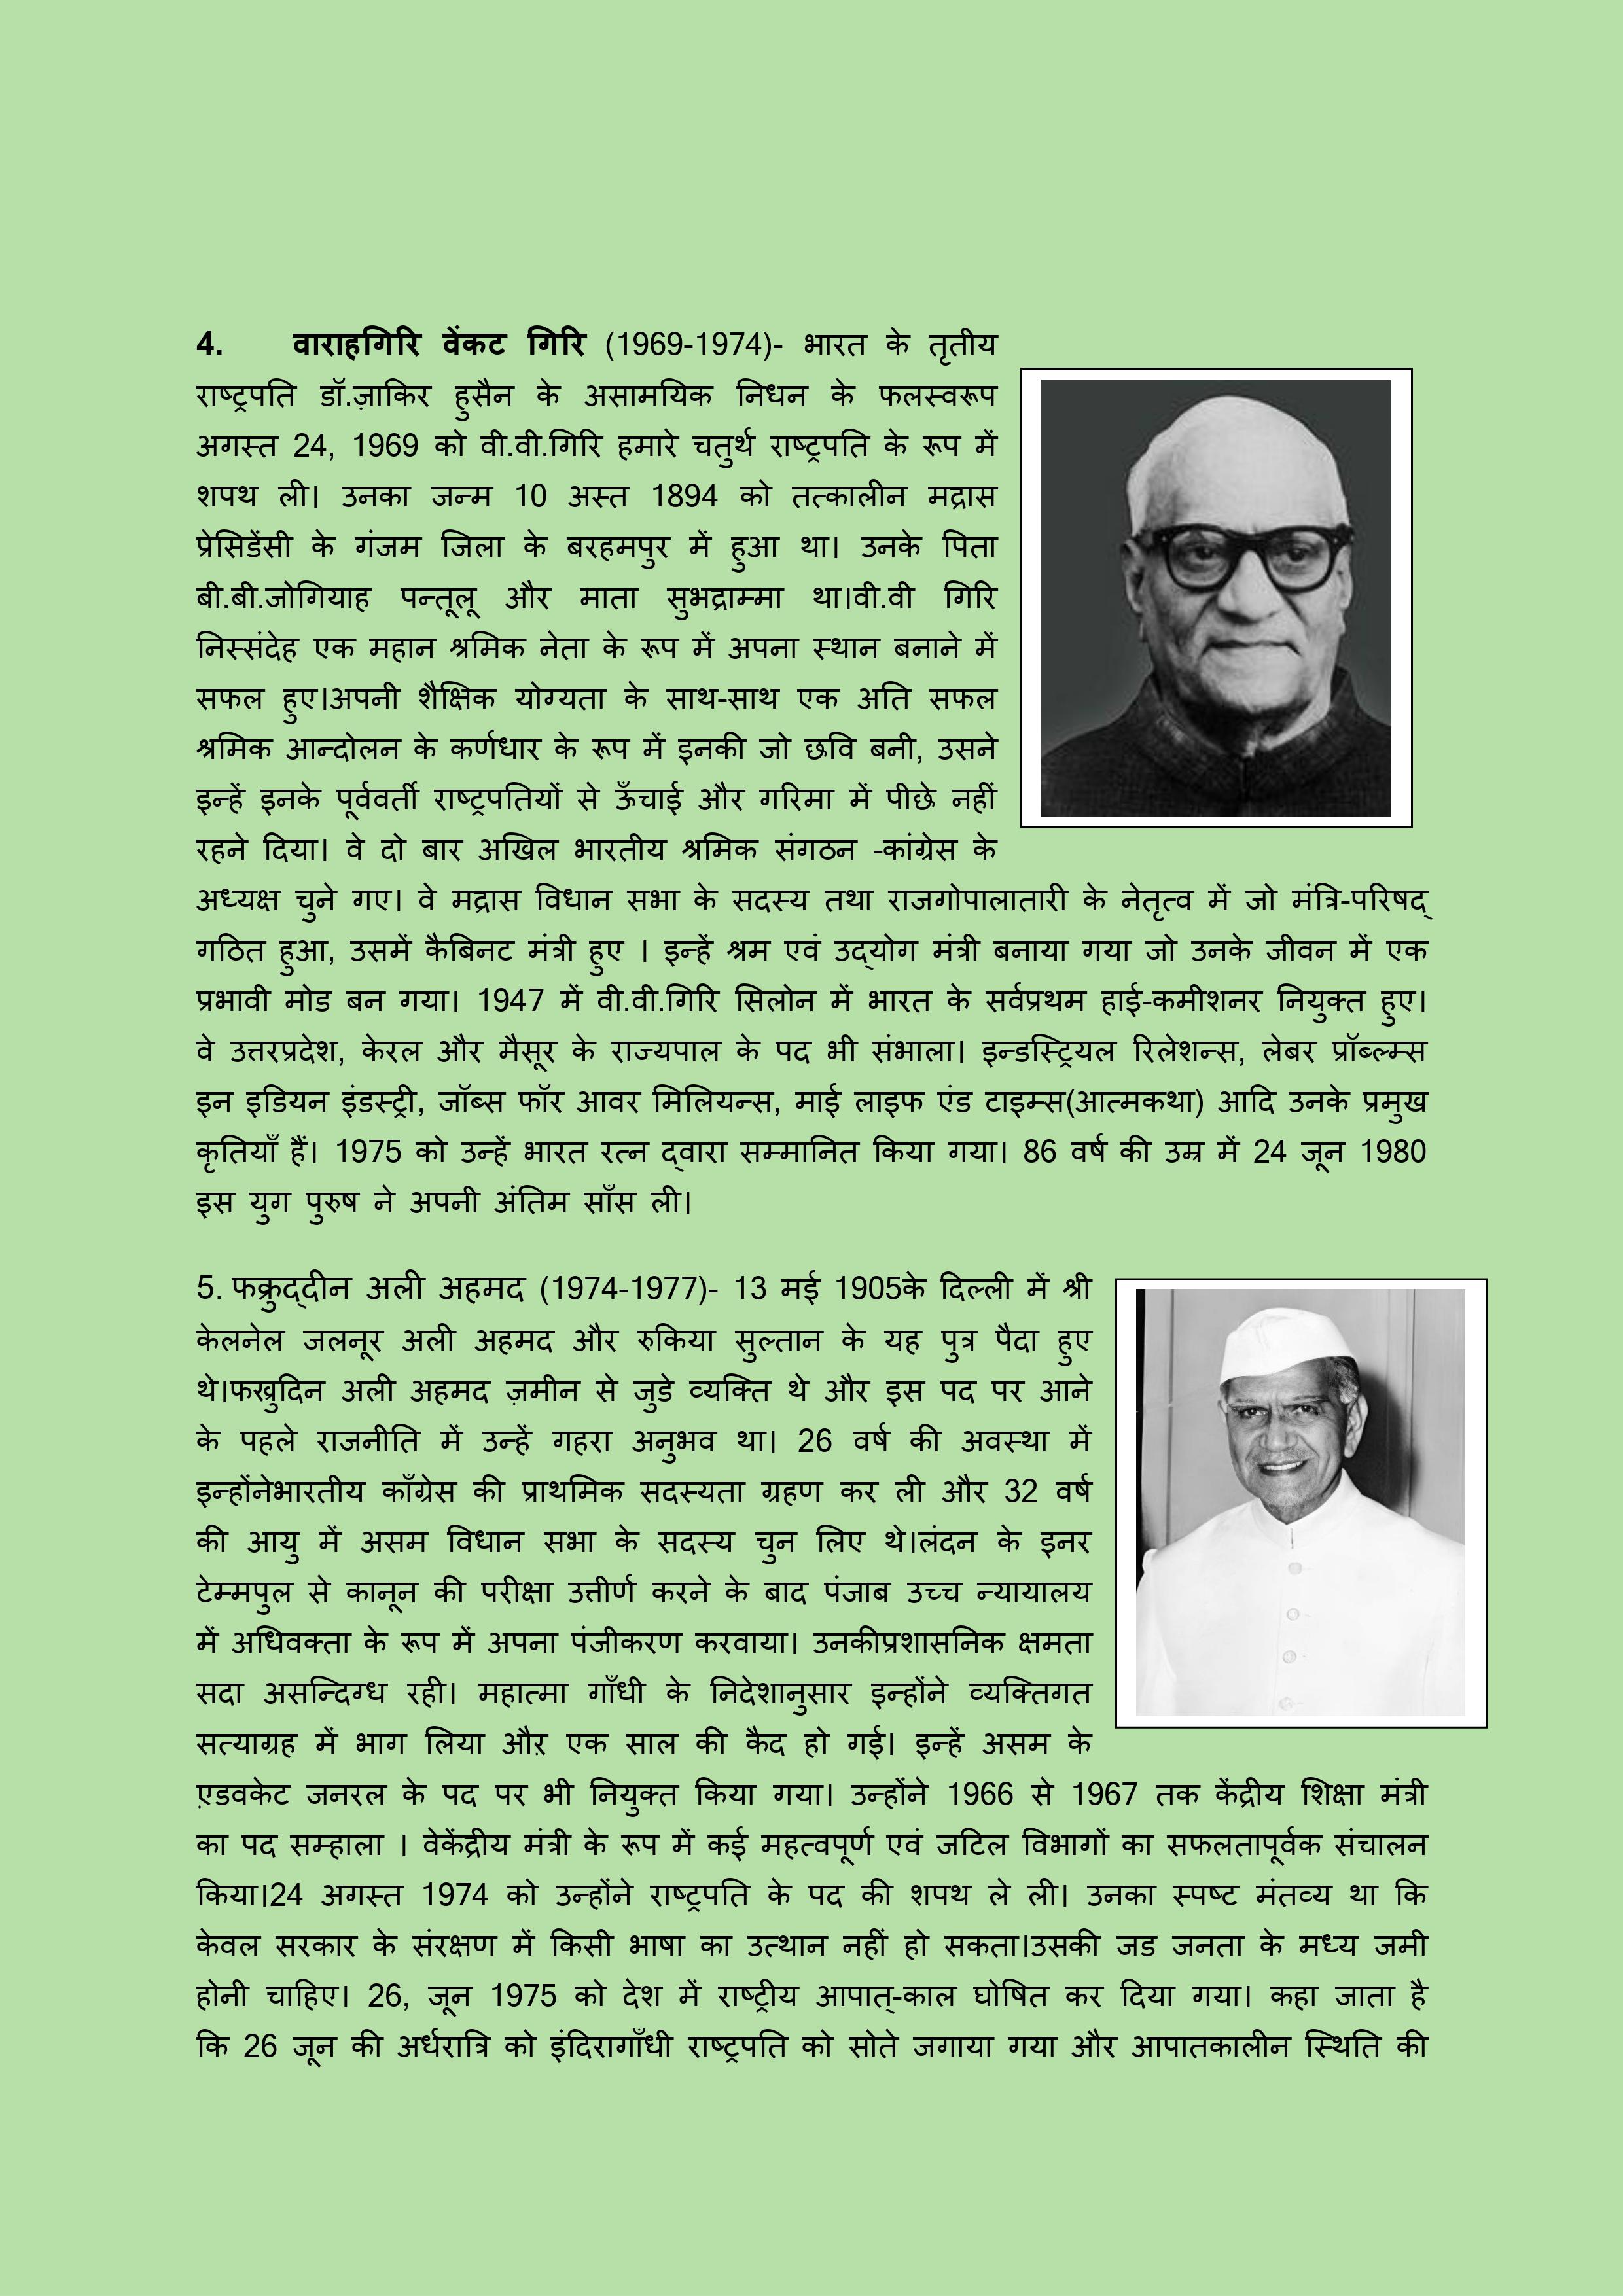 4. वाराहगिरि वेंकट गिरि (1969-1974)- भारत के तृतीय
राष्ट्रपति डॉ.ज़ाकिर हुसैन के असामयिक निधन के फलस्वरूप
अगस्त 24, 1969 को वी.वी.गिरि हमारे चतुर्थ राष्ट्रपति के रूप में
शपथ ली। उनका जन्म 10 अस्त 1894 को तत्कालीन मद्रास
प्रेसिडेंसी के गंजम जिला के बरहमपुर में हुआ था। उनके पिता
बी.बी.जोगियाह पन्तूलू और माता सुभद्राम्मा था।वी.वी गिरि
निस्संदेह एक महान श्रमिक नेता के रूप में अपना स्थान बनाने में
सफल हुए।अपनी शैक्षिक योग्यता के साथ-साथ एक अति सफल
श्रमिक आन्दोलन के कर्णधार के रूप में इनकी जो छवि बनी, उसने
इन्हें इनके पूर्ववर्ती राष्ट्रपतियों से ऊँचाई और गरिमा में पीछे नहीं
रहने दिया। वे दो बार अखिल भारतीय श्रमिक संगठन -कांग्रेस के
अध्यक्ष चुने गए। वे मद्रास विधान सभा के सदस्य तथा राजगोपालातारी के नेतृत्व में जो मंत्रि-परिषद्
गठित हुआ, उसमें कैबिनट मंत्री हुए । इन्हें श्रम एवं उद्योग मंत्री बनाया गया जो उनके जीवन में एक
प्रभावी मोड बन गया। 1947 में वी.वी.गिरि सिलोन में भारत के सर्वप्रथम हाई-कमीशनर नियुक्त हुए।
वे उत्तरप्रदेश, केरल और मैसूर के राज्यपाल के पद भी संभाला। इन्डस्ट्रियल रिलेशन्स, लेबर प्रॉब्ल्म्स
इन इडियन इंडस्ट्री, जॉब्स फॉर आवर मिलियन्स, माई लाइफ एंड टाइम्स(आत्मकथा) आदि उनके प्रमुख
कृतियाँ हैं। 1975 को उन्हें भारत रत्न द्वारा सम्मानित किया गया। 86 वर्ष की उम्र में 24 जून 1980
इस युग पुरुष ने अपनी अंतिम साँस ली।
5. फक्रुद्दीन अली अहमद (1974-1977)- 13 मई 1905के दिल्ली में श्री
केलनेल जलनूर अली अहमद और रुकिया सुल्तान के यह पुत्र पैदा हुए
थे।फख्रुदिन अली अहमद ज़मीन से जुडे व्यक्ति थे और इस पद पर आने
के पहले राजनीति में उन्हें गहरा अनुभव था। 26 वर्ष की अवस्था में
इन्होंनेभारतीय काँग्रेस की प्राथमिक सदस्यता ग्रहण कर ली और 32 वर्ष
की आयु में असम विधान सभा के सदस्य चुन लिए थे।लंदन के इनर
टेम्मपुल से कानून की परीक्षा उत्तीर्ण करने के बाद पंजाब उच्च न्यायालय
में अधिवक्ता के रूप में अपना पंजीकरण करवाया। उनकीप्रशासनिक क्षमता
सदा असन्दिग्ध रही। महात्मा गाँधी के निदेशानुसार इन्होंने व्यक्तिगत
सत्याग्रह में भाग लिया औऱ एक साल की कैद हो गई। इन्हें असम के
ए़डवकेट जनरल के पद पर भी नियुक्त किया गया। उन्होंने 1966 से 1967 तक केंद्रीय शिक्षा मंत्री
का पद सम्हाला । वेकेंद्रीय मंत्री के रूप में कई महत्वपूर्ण एवं जटिल विभागों का सफलतापूर्वक संचालन
किया।24 अगस्त 1974 को उन्होंने राष्ट्रपति के पद की शपथ ले ली। उनका स्पष्ट मंतव्य था कि
केवल सरकार के संरक्षण में किसी भाषा का उत्थान नहीं हो सकता।उसकी जड जनता के मध्य जमी
होनी चाहिए। 26, जून 1975 को देश में राष्ट्रीय आपात्-काल घोषित कर दिया गया। कहा जाता है
कि 26 जून की अर्धरात्रि को इंदिरागाँधी राष्ट्रपति को सोते जगाया गया और आपातकालीन स्थिति की